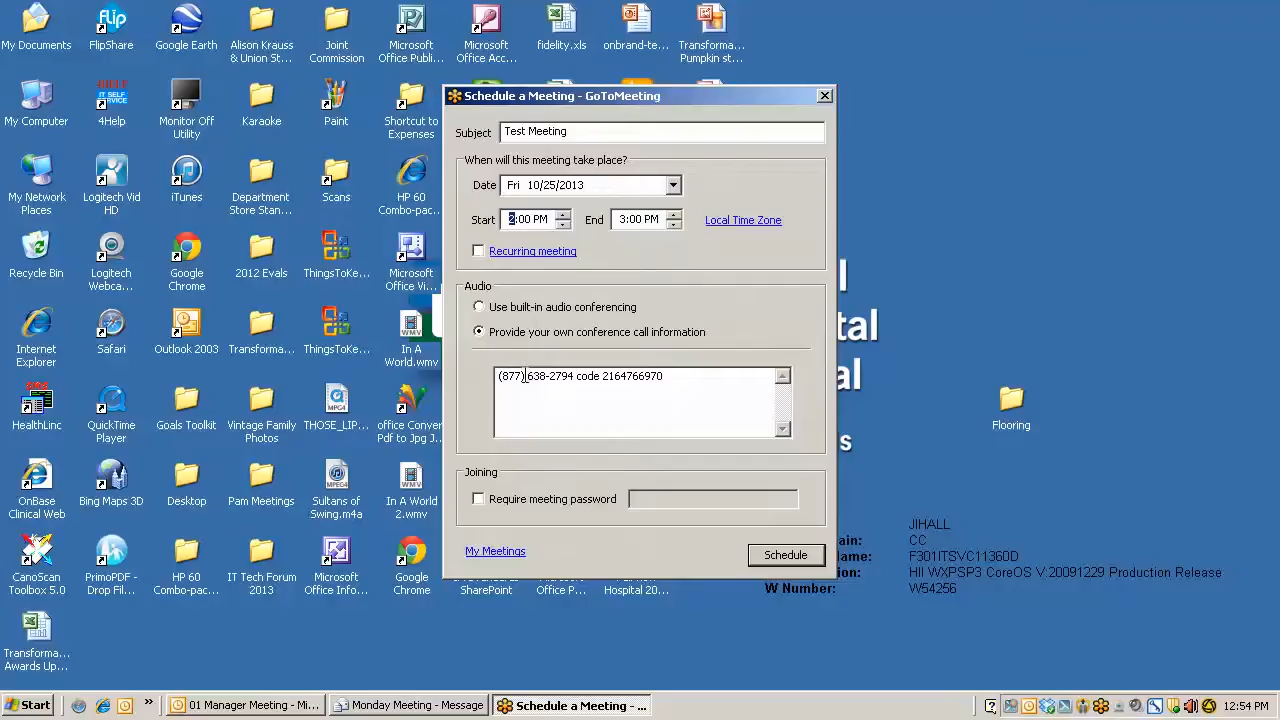 My Documents
FlipShare
Google Earth
Alison Krauss
& Union St...
Joint
Commission
Microsoft
Office Publi...
Microsoft
Office Acc...
fidelity.xls
onbrand-te...
Transforma...
Pumpkin st...
My Computer
HELP
IT SELF
SERVICE
4Help
Monitor Off
Utility
Karaoke
Paint
Shortcut to
Expenses
My Network
Places
Logitech Vid
HD
iTunes
Department
Store Stan...
Scans
HP 60
Combo-pac...
Recycle Bin
Logitech
Webca...
Google
Chrome
2012 Evals
ThingsToKe...
Microsoft
Office Vi...
Internet
Explorer
Safari
Outlook 2003
Transforma...
ThingsToKe...
In A
World.wmv
HealthLinc
QuickTime
Player
Goals Toolkit
Vintage Family
Photos
THOSE_LIP...
office Conver
Pdf to Jpg J...
OnBase
Clinical Web
Bing Maps 3D
Desktop
Pam Meetings
Sultans of
Swing.m4a
In A World
2.wmv
CanoScan
Toolbox 5.0
PrimoPDF -
Drop Fil...
HP 60
Combo-pac...
IT Tech Forum
2013
Microsoft
Office Info...
Google
Chrome
SharePoint
Office P...
Hospital 20...
Transforma...
Awards Up...
Schedule a Meeting - GoToMeeting
Subject
Test Meeting
When will this meeting take place?
Date
Fri 10/25/2013
Start
2:00 PM
End
3:00 PM
Local Time Zone
Recurring meeting
Audio
Use built-in audio conferencing
Provide your own conference call information
(877) 638-2794 code 2164766970
Joining
Require meeting password
My Meetings
Schedule
l
tal
al
s
Flooring
JIHALL
ain: CC
Name: F301ITSVC11360D
ion: HII WXPSP3 CoreOS V.20091229 Production Release
W Number: W54256
Start
»
01 Manager Meeting - Mi...
Monday Meeting - Message
Schedule a Meeting - ...
12:54 PM